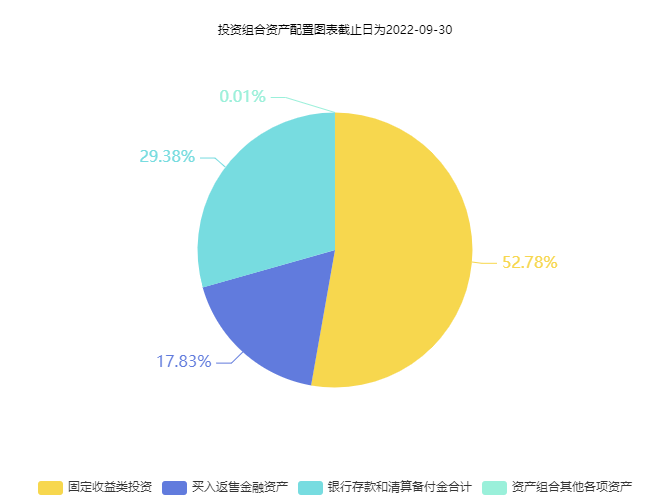 投资组合资产配置图表截止日为2022-09-30
0.01%
29.38%
52.78%
17.83%
固定收益类投资 买入返售金融资产 银行存款和清算备付金合计 资产组合其他各项资产